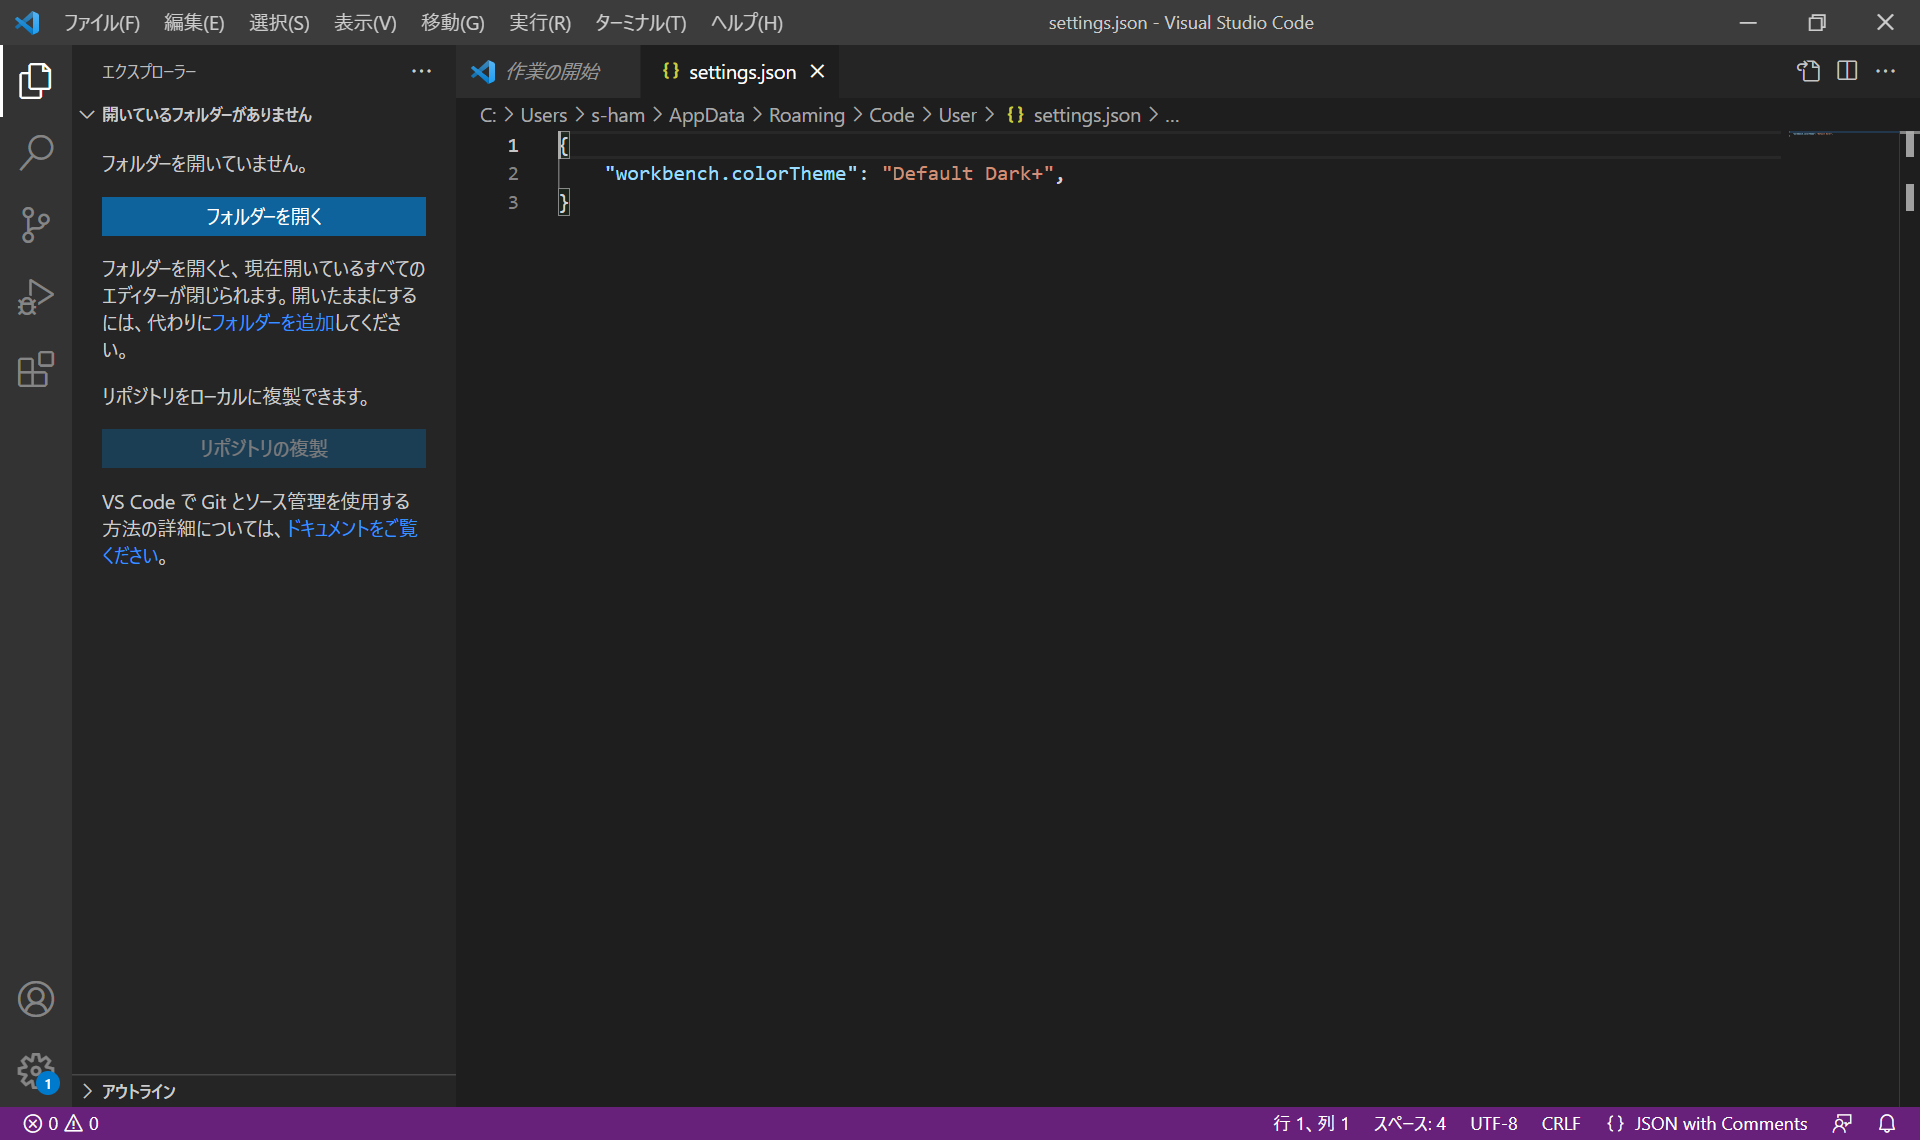 ファイル(F) 編集(E) 選択(S) 表示(V) 移動(G) 実行(R) ターミナル(T) ヘルプ(H) settings.json - Visual Studio Code
エクスプローラー ···
開いているフォルダーがありません
フォルダーを開いていません。
フォルダーを開く
フォルダーを開くと、現在開いているすべての
エディターが閉じられます。開いたままにする
には、代わりにフォルダーを追加してくださ
い。
リポジトリをローカルに複製できます。
リポジトリの複製
VS Code で Git とソース管理を使用する
方法の詳細については、ドキュメントをご覧
ください。
アウトライン
作業の開始 {} settings.json
C: > Users > s-ham > AppData > Roaming > Code > User > {} settings.json > ...
1 {
2 "workbench.colorTheme": "Default Dark+",
3 }
1
0 0 行 1、列 1 スペース: 4 UTF-8 CRLF {} JSON with Comments